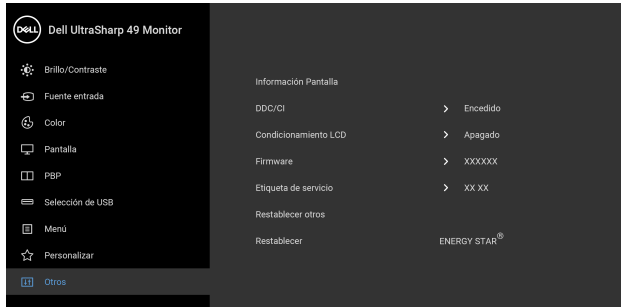 DELL Dell UltraSharp 49 Monitor
Brillo/Contraste
Fuente entrada
Color
Pantalla
PBP
Selección de USB
Menú
Personalizar
Otros
Información Pantalla
DDC/CI > Encedido
Condicionamiento LCD > Apagado
Firmware > XXXXXX
Etiqueta de servicio > XX XX
Restablecer otros
Restablecer ENERGY STAR®